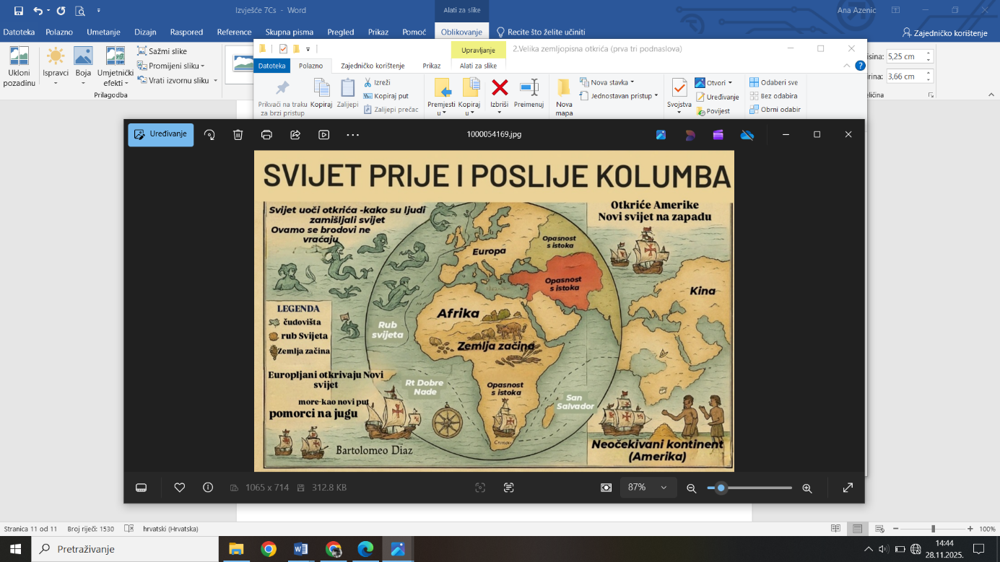 Izvješće 7Cs - Word
Alati za slike
Ana Azenic
Datoteka Polazno Umetanje Dizajn Raspored Reference Skupna pisma Pregled Prikaz Pomoć Oblikovanje Recite što želite učiniti
Zajedničko korištenje
Ukloni pozadinu
Ispravci
Boja
Umjetnički efekti
Sažmi slike
Promijeni sliku
Vrati izvornu sliku
Prilagodba
isina: 5,25 cm
irina: 3,66 cm
eličina
Upravljanje
2.Velika zemljopisna otkrića (prva tri podnaslova)
Datoteka Polazno Zajedničko korištenje Prikaz Alati za slike
Prikvači na traku za brzi pristup
Kopiraj
Zalijepi
Izreži
Kopiraj put
Zalijepi prečac
Premjesti u
Kopiraj u
Izbriši
Preimenuj
Nova mapa
Nova stavka
Jednostavan pristup
Svojstva
Otvori
Uređivanje
Povijest
Odaberi sve
Bez odabira
Obrni odabir
Uređivanje
1000054169.jpg
SVIJET PRIJE I POSLIJE KOLUMBA
Svijet uoči otkrića -kako su ljudi
zamišljali svijet
Ovamo se brodovi ne
vraćaju
Otkriće Amerike
Novi svijet na zapadu
Europa
Opasnost
s istoka
Opasnost
s istoka
Kina
LEGENDA
čudovišta
rub Svijeta
Zemlja začina
Rub
svijeta
Afrika
Zemlja začina
Europljani otkrivaju Novi
svijet
more-kao novi put
pomorci na jugu
Bartolomeo Diaz
Rt Dobre
Nade
Opasnost
s istoka
San
Salvador
Neočekivani kontinent
(Amerika)
1065 x 714
312.8 KB
87%
Stranica 11 od 11 Broj riječi: 1530 hrvatski (Hrvatska)
100%
Pretraživanje
14:44
28.11.2025.